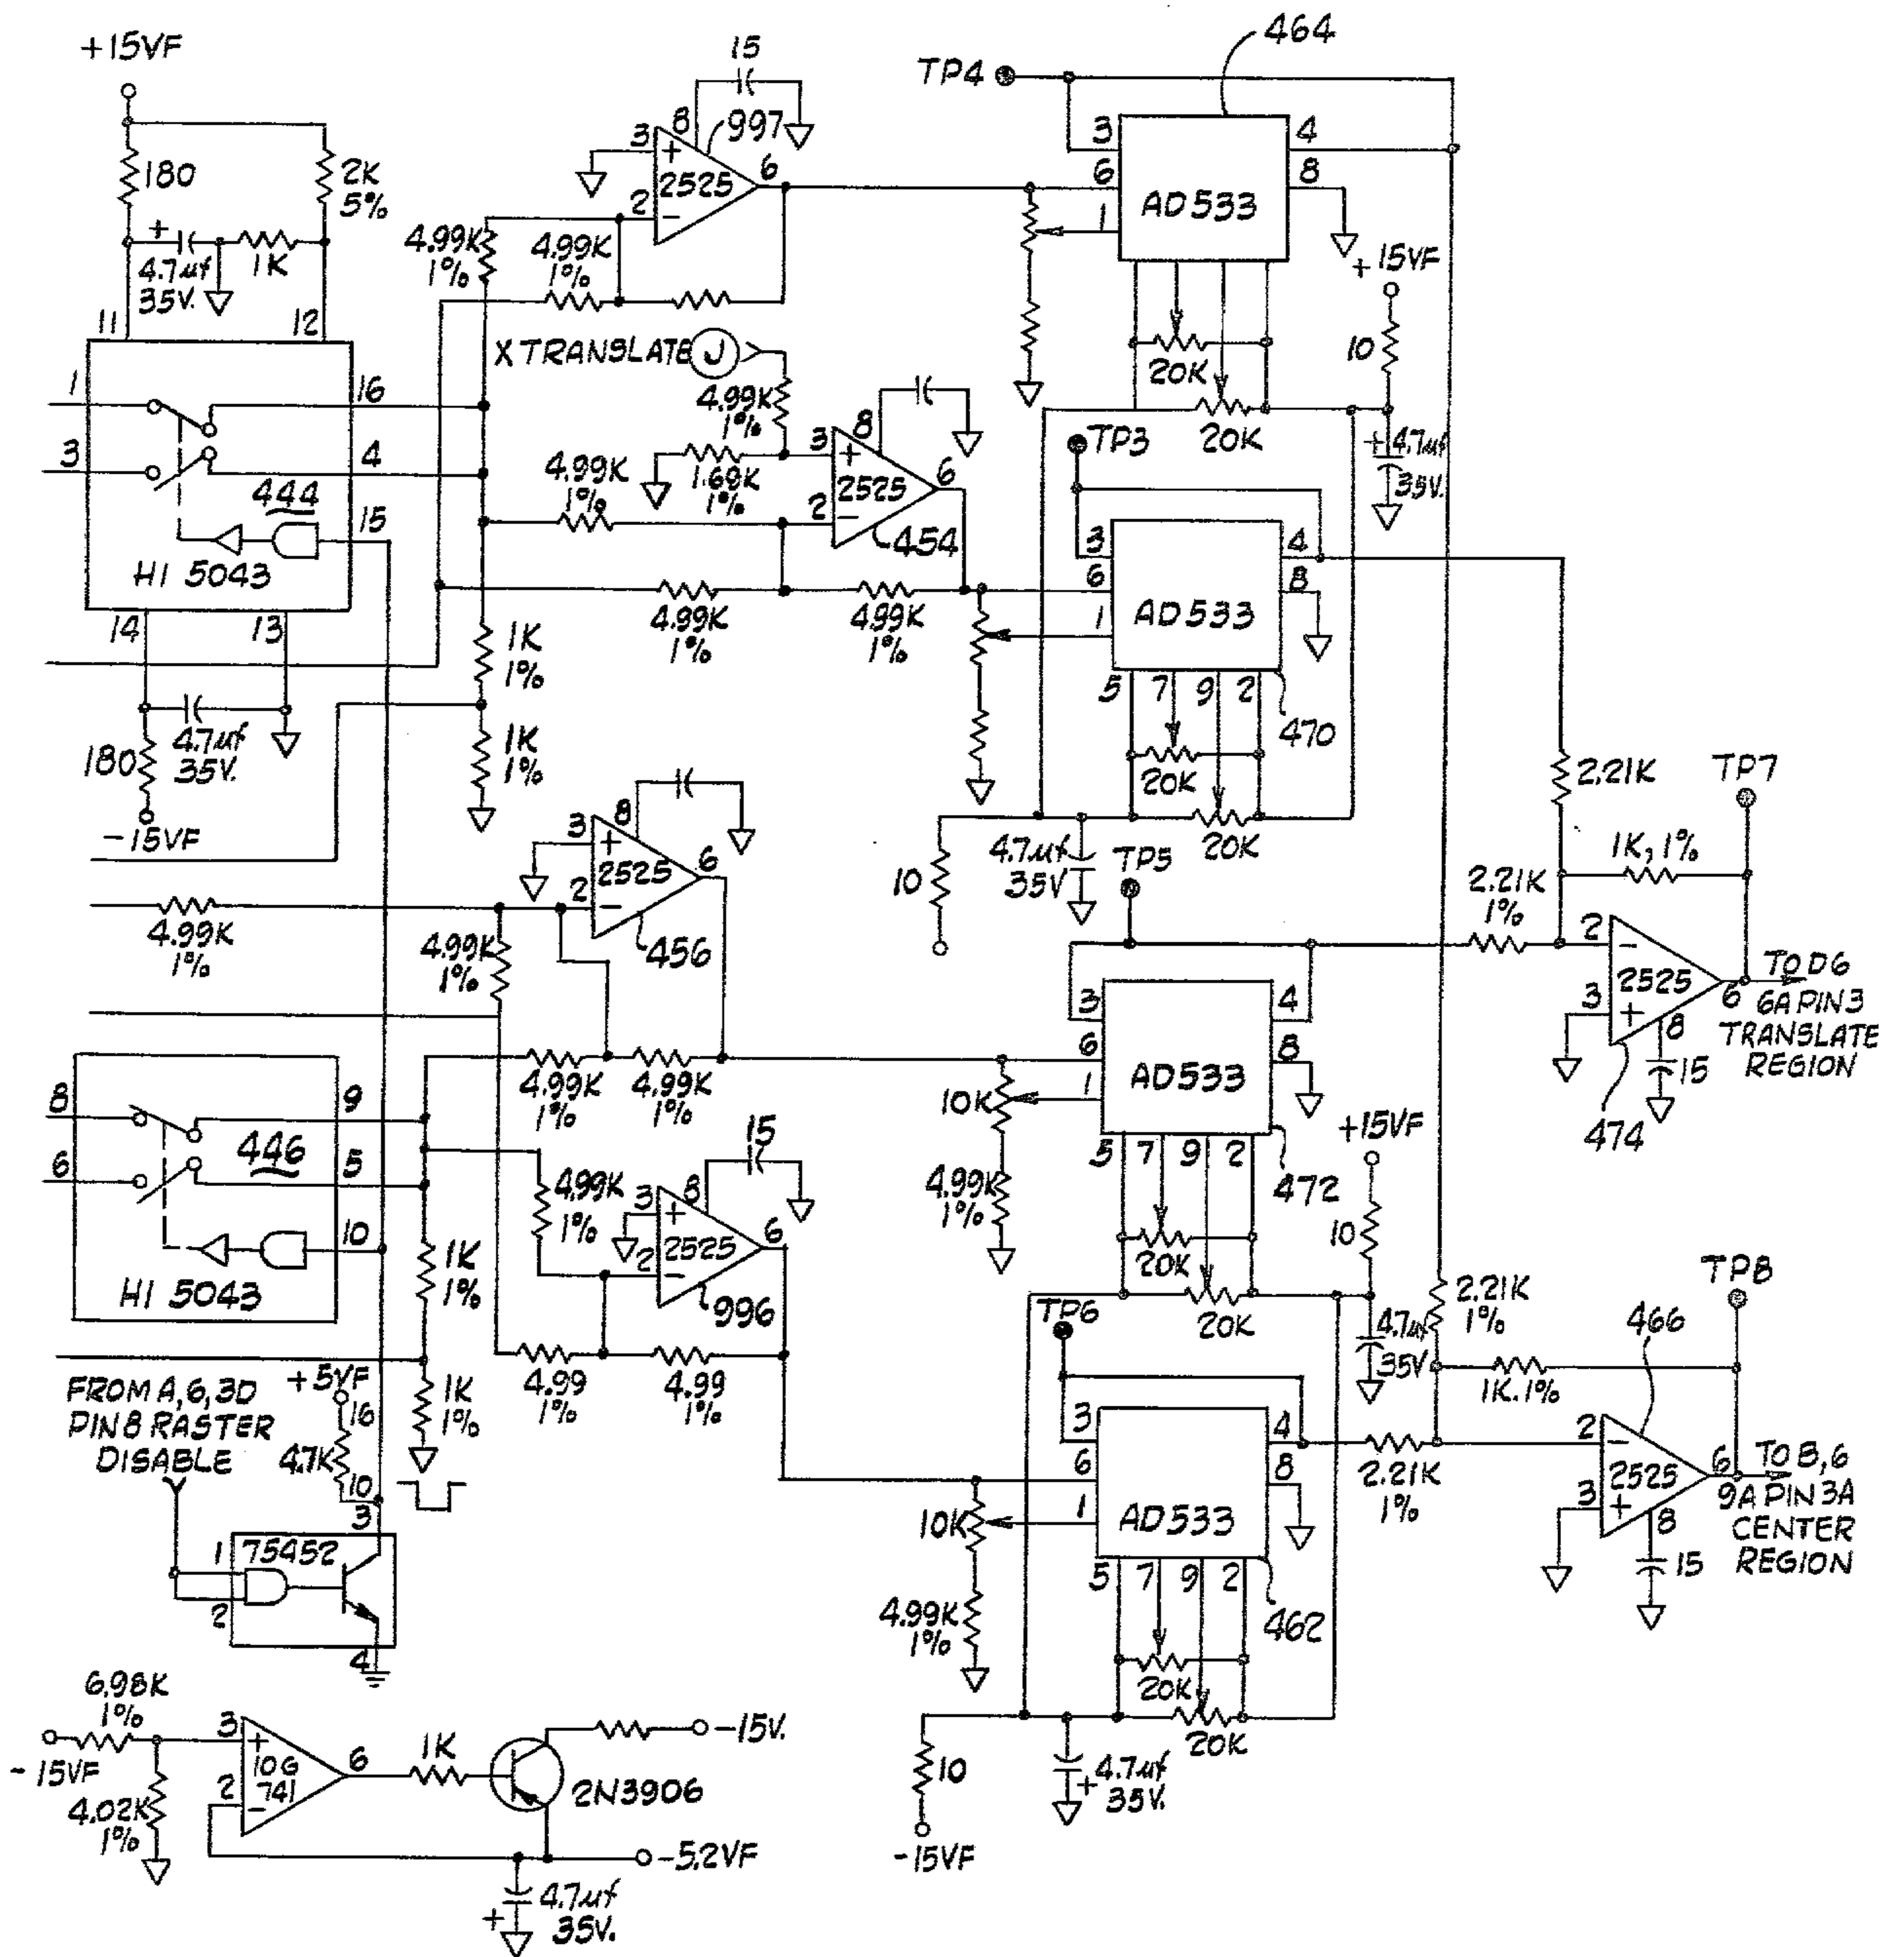 +15VF
180
2K
5%
+
4.7µf
35V.
1K
11
12
1
3
16
4
444
15
HI 5043
14
13
180
4.7µf
35V.
-15VF
4.99K
1%
4.99K
1%
15
8
997
3
+
2525
6
2
-
X TRANSLATE J
4.99K
1%
1.69K
1%
4.99K
1%
8
3
+
2525
6
2
-
454
4.99K
1%
4.99K
1%
1K
1%
1K
1%
TP4
464
3
4
6
8
1
AD533
20K
20K
+15VF
10
+
4.7µf
35V.
TP3
3
4
6
8
1
AD533
5
7
9
2
470
20K
20K
10
4.7µf
35V
2.21K
TP7
1K, 1%
2.21K
1%
2
-
2525
3
+
6
8
15
474
TO D6
6A PIN3
TRANSLATE
REGION
4.99K
1%
4.99K
1%
8
3
+
2525
6
2
-
456
4.99K
1%
4.99K
1%
TP5
3
4
6
8
1
AD533
10K
4.99K
1%
5
7
9
2
472
20K
20K
+15VF
10
4.7µf
35V
8
9
6
446
5
10
HI 5043
4.99K
1%
15
8
3
+
2525
6
2
-
996
1K
1%
4.99
1%
4.99
1%
1K
1%
FROM A,6,3D
PIN 8 RASTER
DISABLE
+5VF
16
4.7K
10
3
1
75452
2
4
TP6
3
4
6
8
1
AD533
10K
4.99K
1%
5
7
9
2
462
20K
20K
10
-15VF
+
4.7µf
35V.
2.21K
1%
2.21K
1%
TP8
466
1K. 1%
2
-
2525
3
+
6
8
15
TO B,6
9A PIN 3A
CENTER
REGION
6.98K
1%
-15VF
4.02K
1%
3
+
10G
741
2
-
6
1K
2N3906
-15V.
-5.2VF
+
4.7µf
35V.